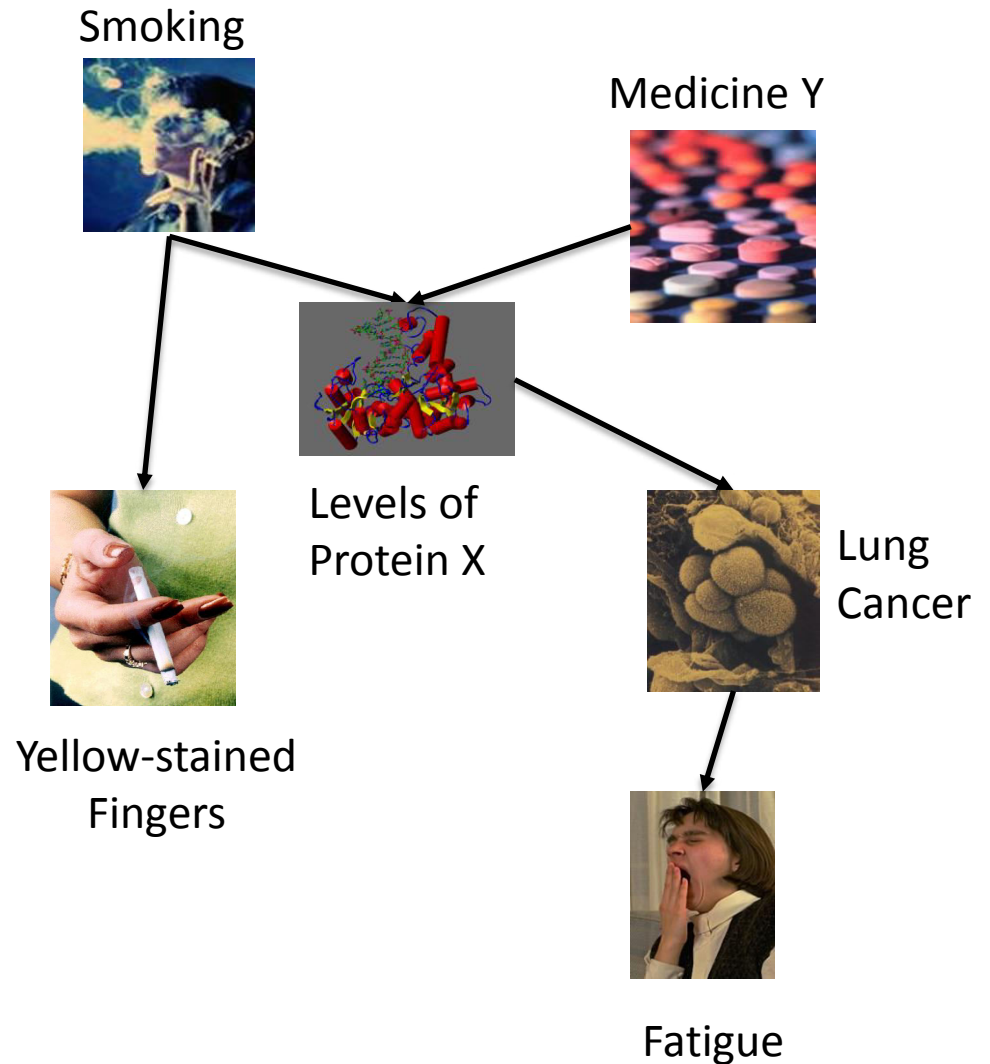 Smoking
Medicine Y
Levels of
Protein X
Lung
Cancer
Yellow-stained
Fingers
Fatigue